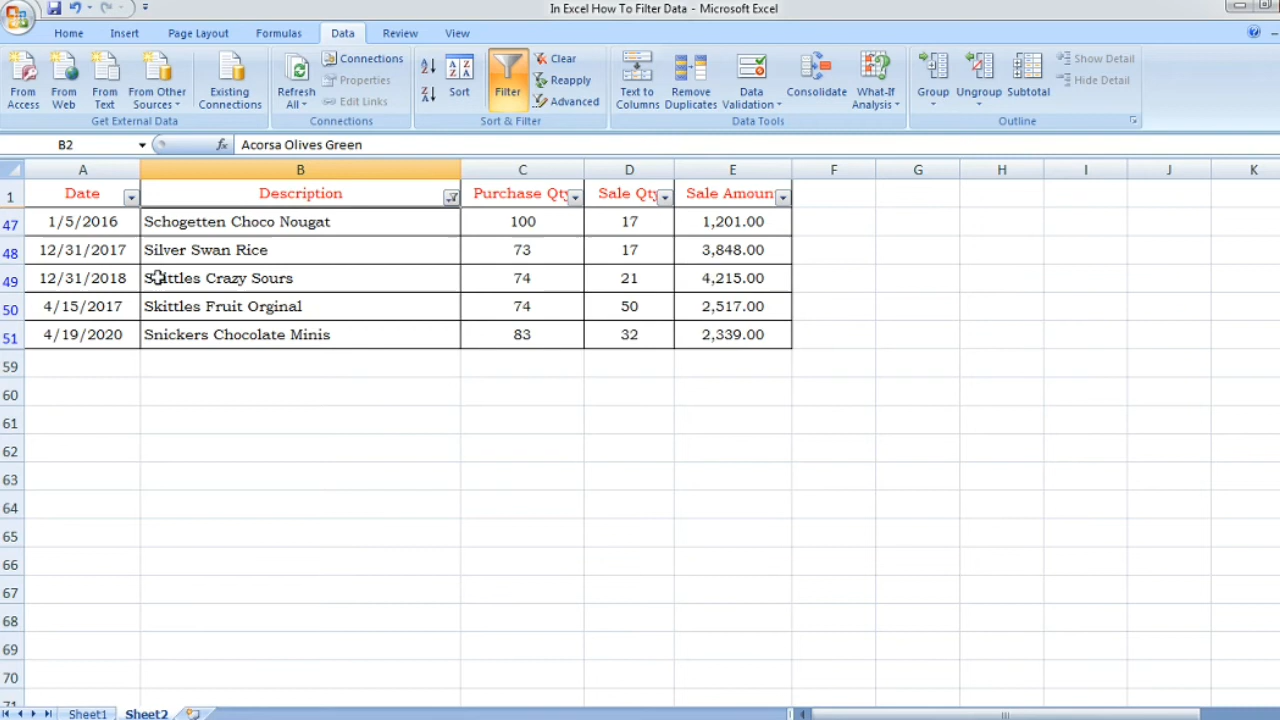 In Excel How To Filter Data - Microsoft Excel
Home Insert Page Layout Formulas Data Review View
From Access
From Web
From Text
From Other Sources
Existing Connections
Get External Data
Refresh All
Connections
Properties
Edit Links
Connections
Sort
Filter
Clear
Reapply
Advanced
Sort & Filter
Text to Columns
Remove Duplicates
Data Validation
Consolidate
What-If Analysis
Data Tools
Group
Ungroup
Subtotal
Show Detail
Hide Detail
Outline
B2 fx Acorsa Olives Green
A B C D E F G H I J K
1 Date Description Purchase Qty Sale Qty Sale Amoun
47 1/5/2016 Schogetten Choco Nougat 100 17 1,201.00
48 12/31/2017 Silver Swan Rice 73 17 3,848.00
49 12/31/2018 Skittles Crazy Sours 74 21 4,215.00
50 4/15/2017 Skittles Fruit Orginal 74 50 2,517.00
51 4/19/2020 Snickers Chocolate Minis 83 32 2,339.00
59
60
61
62
63
64
65
66
67
68
69
70
71
Sheet1 Sheet2